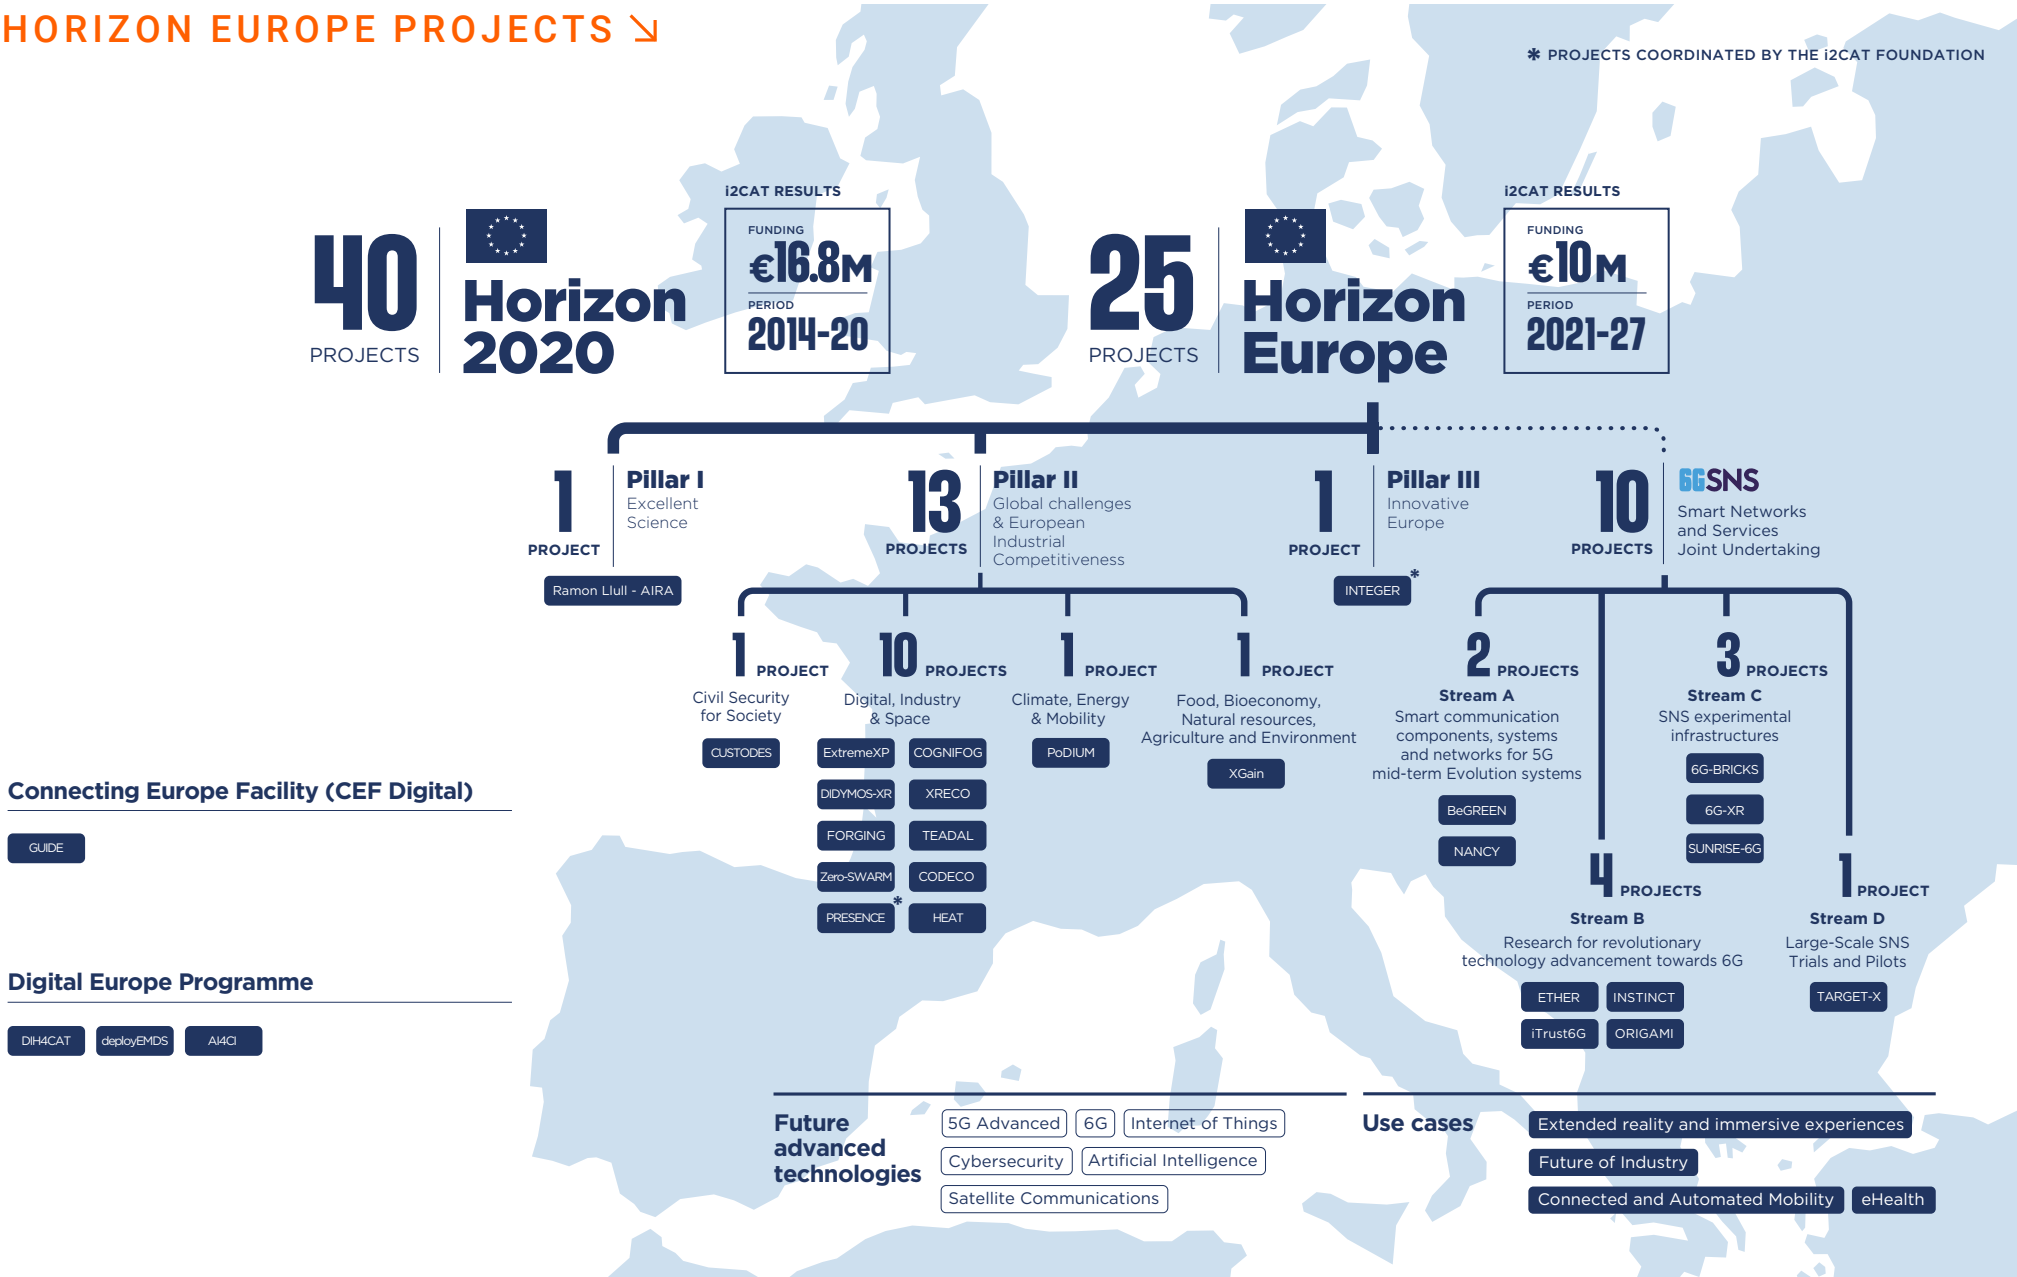 HORIZON EUROPE PROJECTS ↘
* PROJECTS COORDINATED BY THE i2CAT FOUNDATION
40
PROJECTS
Horizon
2020
i2CAT RESULTS
FUNDING
€16.8M
PERIOD
2014-20
25
PROJECTS
Horizon
Europe
i2CAT RESULTS
FUNDING
€10M
PERIOD
2021-27
1
PROJECT
Pillar I
Excellent
Science
Ramon Llull - AIRA
13
PROJECTS
Pillar II
Global challenges
& European
Industrial
Competitiveness
1
PROJECT
Pillar III
Innovative
Europe
INTEGER *
10
PROJECTS
6GSNS
Smart Networks
and Services
Joint Undertaking
1 PROJECT
Civil Security
for Society
CUSTODES
10 PROJECTS
Digital, Industry
& Space
ExtremeXP COGNIFOG
DIDYMOS-XR XRECO
FORGING TEADAL
Zero-SWARM CODECO
PRESENCE * HEAT
1 PROJECT
Climate, Energy
& Mobility
PoDIUM
1 PROJECT
Food, Bioeconomy,
Natural resources,
Agriculture and Environment
XGain
2 PROJECTS
Stream A
Smart communication
components, systems
and networks for 5G
mid-term Evolution systems
BeGREEN
NANCY
3 PROJECTS
Stream C
SNS experimental
infrastructures
6G-BRICKS
6G-XR
SUNRISE-6G
4 PROJECTS
Stream B
Research for revolutionary
technology advancement towards 6G
ETHER INSTINCT
iTrust6G ORIGAMI
1 PROJECT
Stream D
Large-Scale SNS
Trials and Pilots
TARGET-X
Connecting Europe Facility (CEF Digital)
GUIDE
Digital Europe Programme
DIH4CAT deployEMDS AI4CI
Future
advanced
technologies
5G Advanced 6G Internet of Things
Cybersecurity Artificial Intelligence
Satellite Communications
Use cases
Extended reality and immersive experiences
Future of Industry
Connected and Automated Mobility eHealth